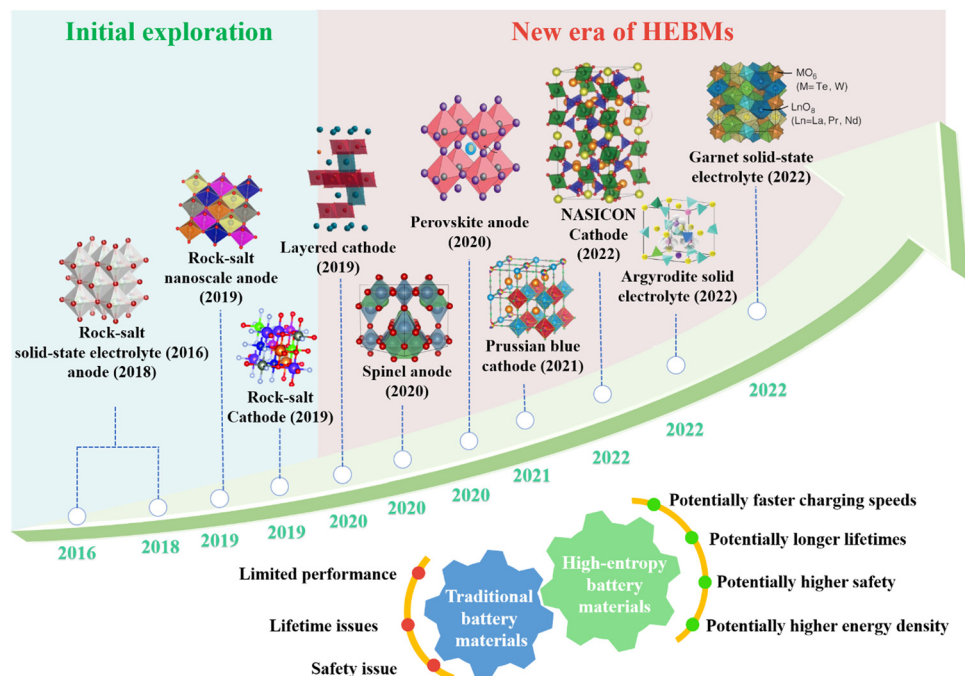 Initial exploration
New era of HEBMs
MO6
(M= Te, W)
LnO8
(Ln=La, Pr, Nd)
Garnet solid-state
electrolyte (2022)
Perovskite anode
(2020)
NASICON
Cathode
(2022)
Layered cathode
(2019)
Rock-salt
nanoscale anode
(2019)
Argyrodite solid
electrolyte (2022)
Rock-salt
solid-state electrolyte (2016)
anode (2018)
Rock-salt
Cathode (2019)
Spinel anode
(2020)
Prussian blue
cathode (2021)
2016
2018
2019
2019
2020
2020
2020
2021
2022
2022
2022
Limited performance
Lifetime issues
Safety issue
Traditional
battery
materials
High-entropy
battery
materials
Potentially faster charging speeds
Potentially longer lifetimes
Potentially higher safety
Potentially higher energy density